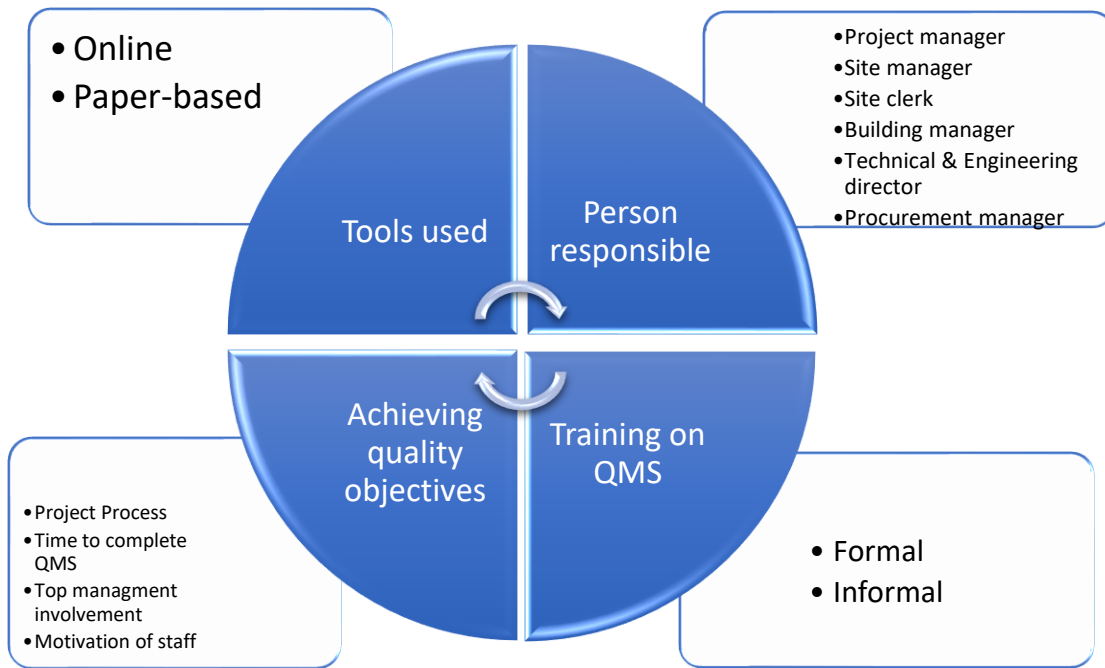 • Online
• Paper-based
•Project manager
•Site manager
•Site clerk
•Building manager
•Technical & Engineering
director
•Procurement manager
Tools used
Person
responsible
Achieving
quality
objectives
Training on
QMS
•Project Process
•Time to complete
QMS
•Top managment
involvement
•Motivation of staff
• Formal
• Informal